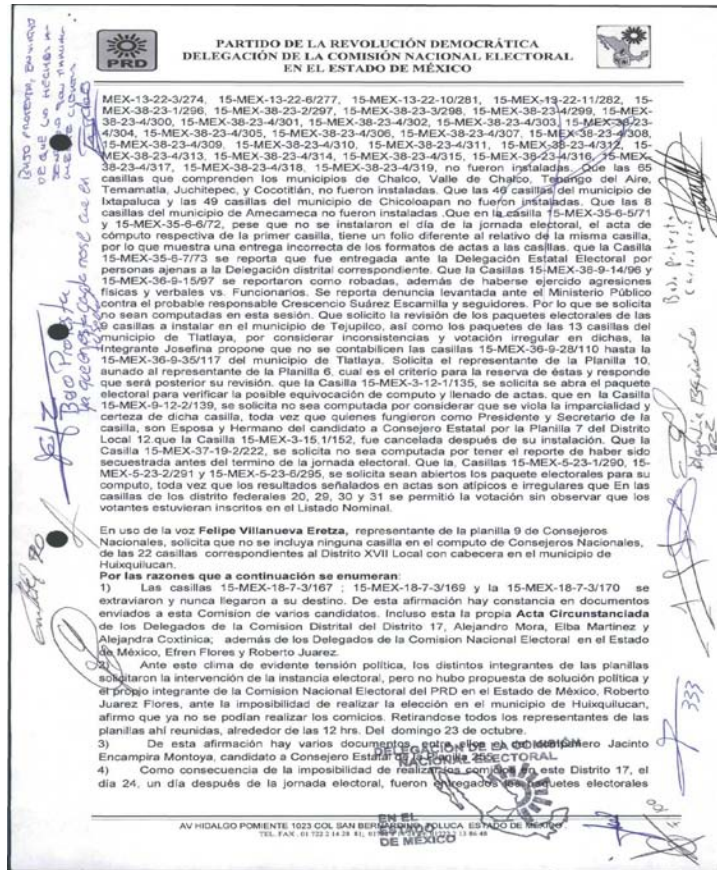 PARTIDO DE LA REVOLUCIÓN DEMOCRÁTICA
DELEGACIÓN DE LA COMISIÓN NACIONAL ELECTORAL
EN EL ESTADO DE MÉXICO
PRD
MEX-13-22-3/274, 15-MEX-13-22-6/277, 15-MEX-13-22-10/281, 15-MEX-13-22-11/282, 15-
MEX-38-23-1/296, 15-MEX-38-23-2/297, 15-MEX-38-23-3/298, 15-MEX-38-23-4/299, 15-MEX-
38-23-4/300, 15-MEX-38-23-4/301, 15-MEX-38-23-4/302, 15-MEX-38-23-4/303, 15-MEX-38-23-
4/304, 15-MEX-38-23-4/305, 15-MEX-38-23-4/306, 15-MEX-38-23-4/307, 15-MEX-38-23-4/308,
15-MEX-38-23-4/309, 15-MEX-38-23-4/310, 15-MEX-38-23-4/311, 15-MEX-38-23-4/312, 15-
MEX-38-23-4/313, 15-MEX-38-23-4/314, 15-MEX-38-23-4/315, 15-MEX-38-23-4/316, 15-MEX-
38-23-4/317, 15-MEX-38-23-4/318, 15-MEX-38-23-4/319, no fueron instaladas. Que las 65
casillas que comprenden los municipios de Chalco, Valle de Chalco, Tepango del Aire,
Temamatla, Juchitepec, y Cocotitlán, no fueron instaladas. Que las 46 casillas del municipio de
Ixtapaluca y las 49 casillas del municipio de Chicoloapan no fueron instaladas. Que las 8
casillas del municipio de Amecameca no fueron instaladas .Que en la casilla 15-MEX-35-6-5/71
y 15-MEX-35-6-6/72, pese que no se instalaron el día de la jornada electoral, el acta de
cómputo respectiva de la primer casilla, tiene un folio diferente al relativo de la misma casilla,
por lo que muestra una entrega incorrecta de los formatos de actas a las casillas. que la Casilla
15-MEX-35-6-7/73 se reporta que fue entregada ante la Delegación Estatal Electoral por
personas ajenas a la Delegación distrital correspondiente. Que la Casillas 15-MEX-36-9-14/96
y 15-MEX-36-9-15/97 se reportaron como robadas, además de haberse ejercido agresiones
físicas y verbales vs. Funcionarios. Se reporta denuncia levantada ante el Ministerio Público
contra el probable responsable Crescencio Suárez Escamilla y seguidores. Por lo que se solicita
no sean computadas en esta sesión. Que solicito la revisión de los paquetes electorales de las
9 casillas a instalar en el municipio de Tejupilco, así como los paquetes de las 13 casillas del
municipio de Tlatlaya, por considerar inconsistencias y votación irregular en dichas, la
Integrante Josefina propone que no se contabilicen las casillas 15-MEX-36-9-28/110 hasta la
15-MEX-36-9-35/117 del municipio de Tlatlaya. Solicita el representante de la Planilla 10,
aunado al representante de la Planilla 6, cual es el criterio para la reserva de éstas y responde
que será posterior su revisión. que la Casilla 15-MEX-3-12-1/135, se solicita se abra el paquete
electoral para verificar la posible equivocación de computo y llenado de actas. que en la Casilla
15-MEX-9-12-2/139, se solicita no sea computada por considerar que se viola la imparcialidad y
certeza de dicha casilla, toda vez que quienes fungieron como Presidente y Secretario de la
casilla, son Esposa y Hermano del candidato a Consejero Estatal por la Planilla 7 del Distrito
Local 12.que la Casilla 15-MEX-3-15.1/152, fue cancelada después de su instalación. Que la
Casilla 15-MEX-37-19-2/222, se solicita no sea computada por tener el reporte de haber sido
secuestrada antes del termino de la jornada electoral. Que la, Casillas 15-MEX-5-23-1/290, 15-
MEX-5-23-2/291 y 15-MEX-5-23-6/295, se solicita sean abiertos los paquete electorales para su
computo, toda vez que los resultados señalados en actas son atípicos e irregulares que En las
casillas de los distrito federales 20, 29, 30 y 31 se permitió la votación sin observar que los
votantes estuvieran inscritos en el Listado Nominal.
En uso de la voz Felipe Villanueva Eretza, representante de la planilla 9 de Consejeros
Nacionales, solicita que no se incluya ninguna casilla en el computo de Consejeros Nacionales,
de las 22 casillas correspondientes al Distrito XVII Local con cabecera en el municipio de
Huixquilucan.
Por las razones que a continuación se enumeran:
1) Las casillas 15-MEX-18-7-3/167 ; 15-MEX-18-7-3/169 y la 15-MEX-18-7-3/170 se
extraviaron y nunca llegaron a su destino. De esta afirmación hay constancia en documentos
enviados a esta Comision de varios candidatos. Incluso esta la propia Acta Circunstanciada
de los Delegados de la Comision Distrital del Distrito 17, Alejandro Mora, Elba Martinez y
Alejandra Coxtinica; además de los Delegados de la Comision Nacional Electoral en el Estado
de México, Efren Flores y Roberto Juarez.
2) Ante este clima de evidente tensión política, los distintos integrantes de las planillas
solicitaron la intervención de la instancia electoral, pero no hubo propuesta de solución política y
el propio integrante de la Comision Nacional Electoral del PRD en el Estado de México, Roberto
Juarez Flores, ante la imposibilidad de realizar la elección en el municipio de Huixquilucan,
afirmo que ya no se podían realizar los comicios. Retirandose todos los representantes de las
planillas ahí reunidas, alrededor de las 12 hrs. Del domingo 23 de octubre.
3) De esta afirmación hay varios documentos, entre ellos del compañero Jacinto
Encampira Montoya, candidato a Consejero Estatal de la Planilla 255.
4) Como consecuencia de la imposibilidad de realizar los comicios en este Distrito 17, el
día 24, un día después de la jornada electoral, fueron entregados los paquetes electorales
DELEGACIÓN DE LA COMISIÓN
NACIONAL ELECTORAL
EN EL
ESTADO
DE MEXICO
333
AV HIDALGO POMIENTE 1023 COL SAN BERNARDINO, TOLUCA ESTADO DE MÉXICO